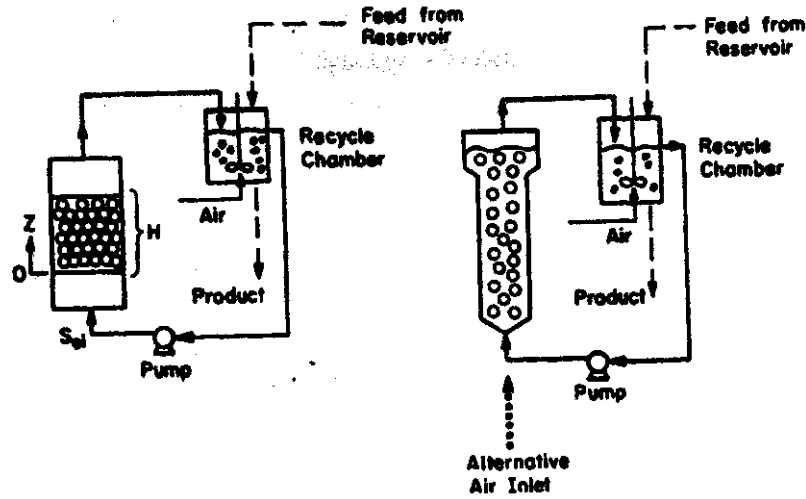 Feed from
Reservoir
Recycle
Chamber
Air
Product
Z
O
H
Soi
Pump
Feed from
Reservoir
Recycle
Chamber
Air
Product
Pump
Alternative
Air Inlet